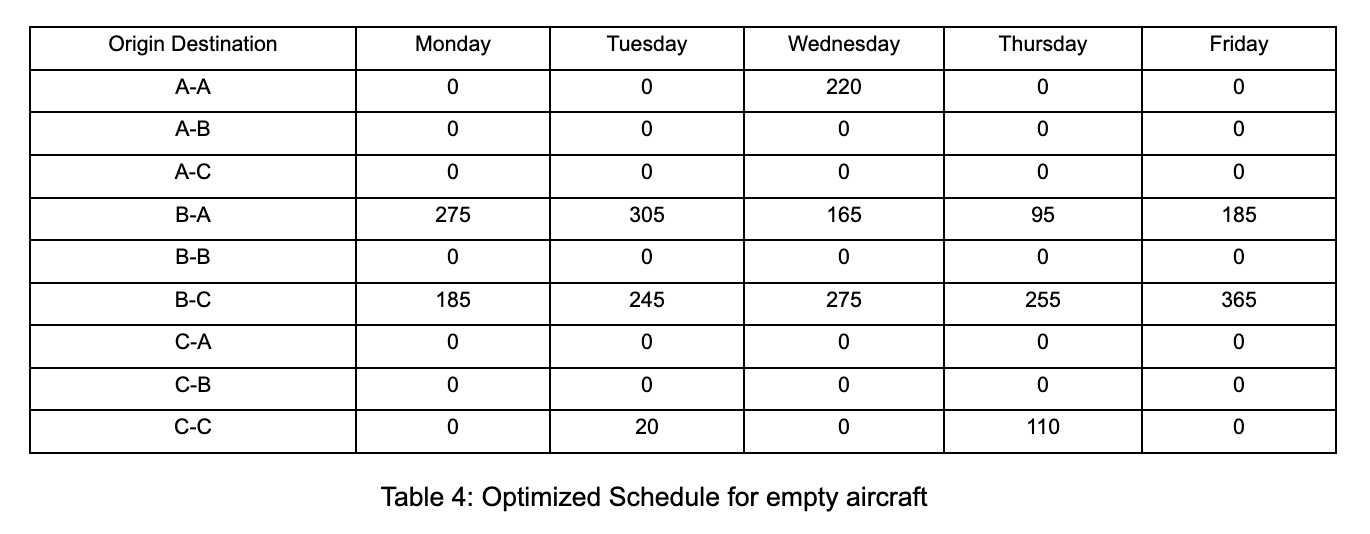 Origin Destination Monday Tuesday Wednesday Thursday Friday
A-A 0 0 220 0 0
A-B 0 0 0 0 0
A-C 0 0 0 0 0
B-A 275 305 165 95 185
B-B 0 0 0 0 0
B-C 185 245 275 255 365
C-A 0 0 0 0 0
C-B 0 0 0 0 0
C-C 0 20 0 110 0
Table 4: Optimized Schedule for empty aircraft